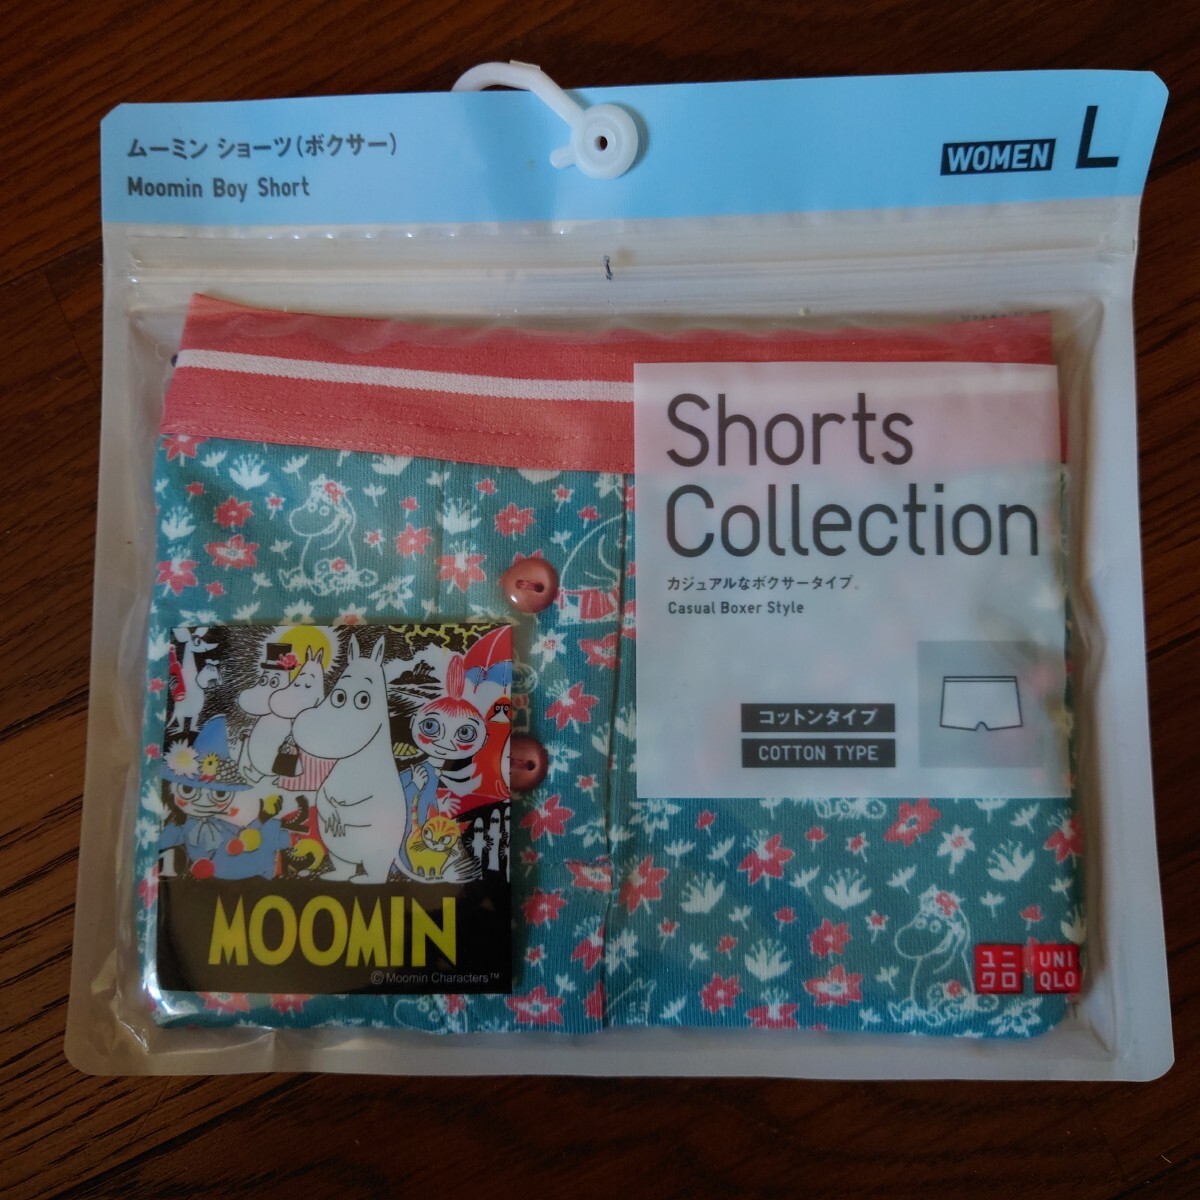 ムーミン ショーツ(ボクサー)
Moomin Boy Short
WOMEN L
Shorts
Collection
カジュアルなボクサータイプ。
Casual Boxer Style
コットンタイプ
COTTON TYPE
MOOMIN
©Moomin Characters™
ユニ
クロ
UNI
QLO